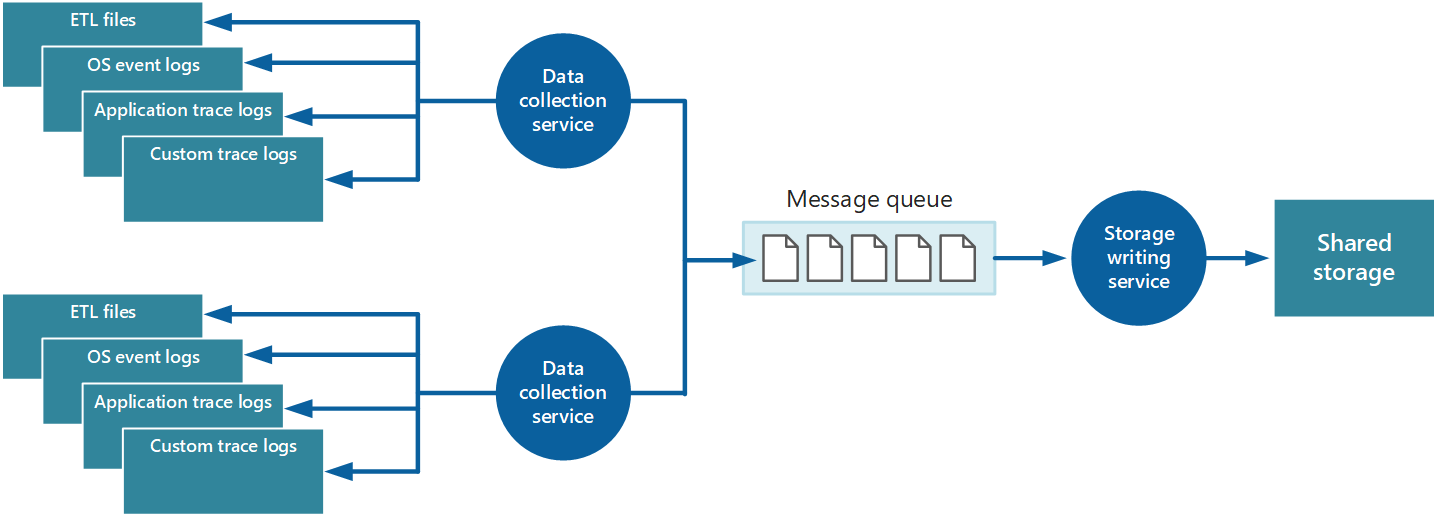 ETL files
OS event logs
Application trace logs
Custom trace logs
Data
collection
service
ETL files
OS event logs
Application trace logs
Custom trace logs
Data
collection
service
Message queue
Storage
writing
service
Shared
storage